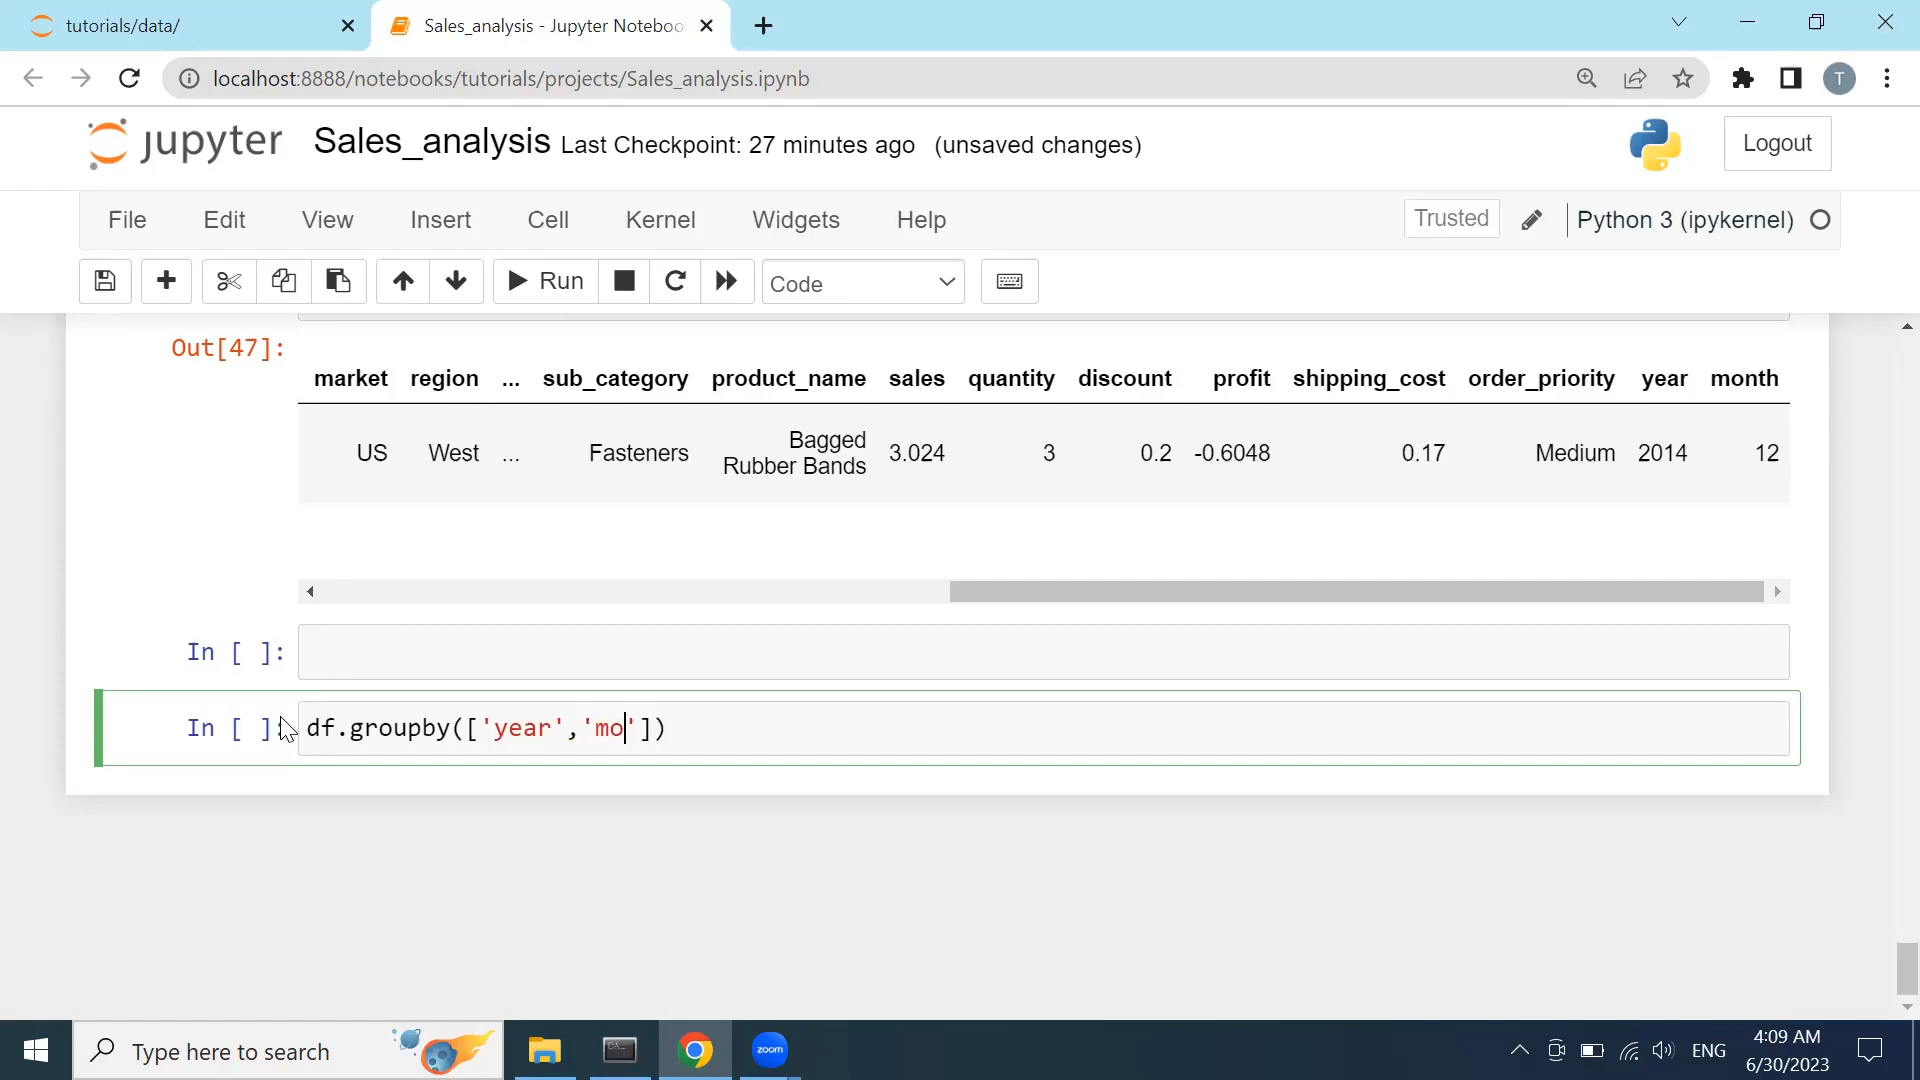 tutorials/data/
Sales_analysis - Jupyter Noteboo
localhost:8888/notebooks/tutorials/projects/Sales_analysis.ipynb
T
jupyter Sales_analysis Last Checkpoint: 27 minutes ago (unsaved changes)
Logout
File Edit View Insert Cell Kernel Widgets Help
Trusted
Python 3 (ipykernel)
Run
Code
Out[47]:
market region ... sub_category product_name sales quantity discount profit shipping_cost order_priority year month
US West ... Fasteners Bagged Rubber Bands 3.024 3 0.2 -0.6048 0.17 Medium 2014 12
In [ ]:
In [ ]: df.groupby(['year','mo'])
Type here to search
zoom
ENG
4:09 AM
6/30/2023